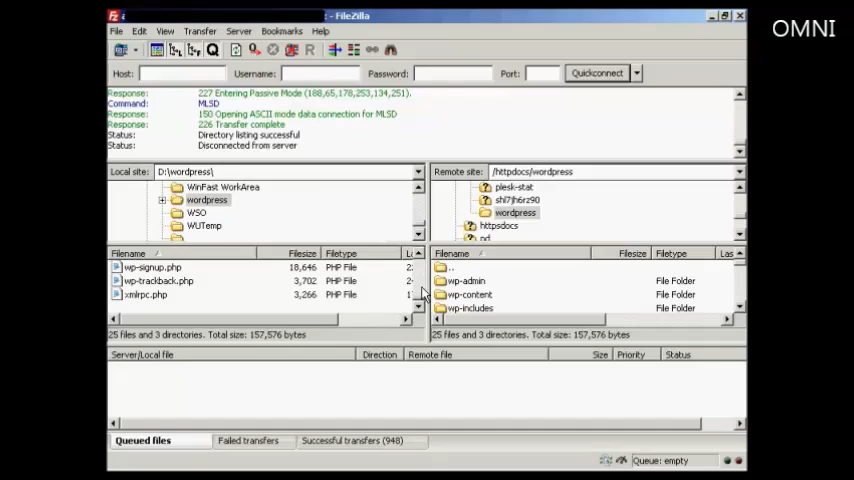 OMNI
- FileZilla
File Edit View Transfer Server Bookmarks Help
Host: Username: Password: Port: Quickconnect
Response: 227 Entering Passive Mode (188,65,178,253,134,251).
Command: MLSD
Response: 150 Opening ASCII mode data connection for MLSD
Response: 226 Transfer complete
Status: Directory listing successful
Status: Disconnected from server
Local site: D:\wordpress\
WinFast WorkArea
wordpress
WSO
WUTemp
Remote site: /httpdocs/wordpress
plesk-stat
shl7jh6rz90
wordpress
httpsdocs
Filename Filesize Filetype
wp-signup.php 18,646 PHP File
wp-trackback.php 3,702 PHP File
xmlrpc.php 3,266 PHP File
25 files and 3 directories. Total size: 157,576 bytes
Filename Filesize Filetype Las
..
wp-admin File Folder
wp-content File Folder
wp-includes File Folder
25 files and 3 directories. Total size: 157,576 bytes
Server/Local file Direction Remote file Size Priority Status
Queued files Failed transfers Successful transfers (948)
Queue: empty